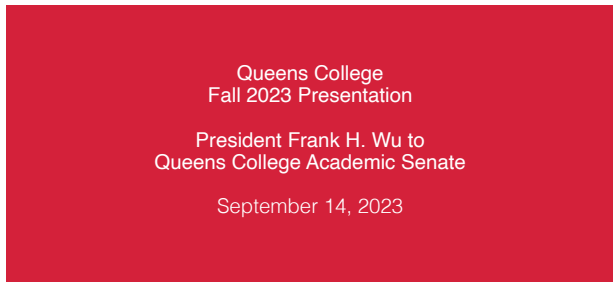 Queens College
Fall 2023 Presentation
President Frank H. Wu to
Queens College Academic Senate
September 14, 2023